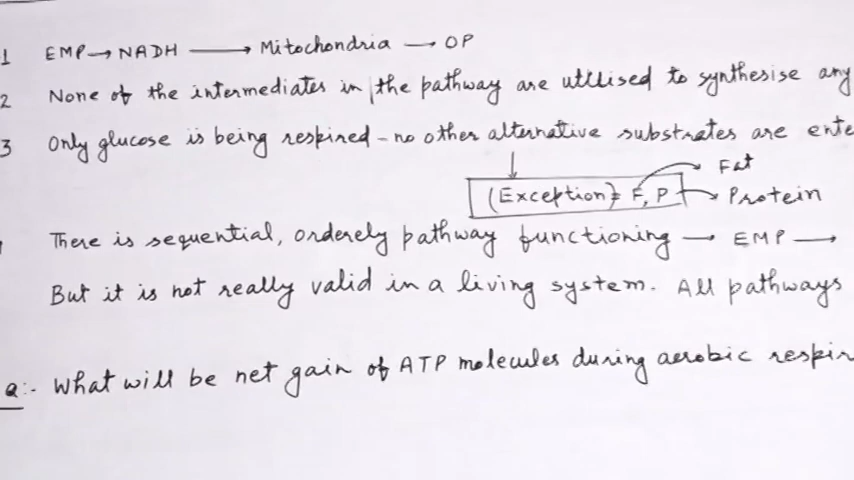 1 EMP → NADH → Mitochondria → OP
2 None of the intermediates in the pathway are utilised to synthesise any
3 Only glucose is being respired - no other alternative substrates are ente
Fat
(Exception) F, P → Protein
There is sequential, orderely pathway functioning → EMP →
But it is not really valid in a living system. All pathways
Q:- What will be net gain of ATP molecules during aerobic respir